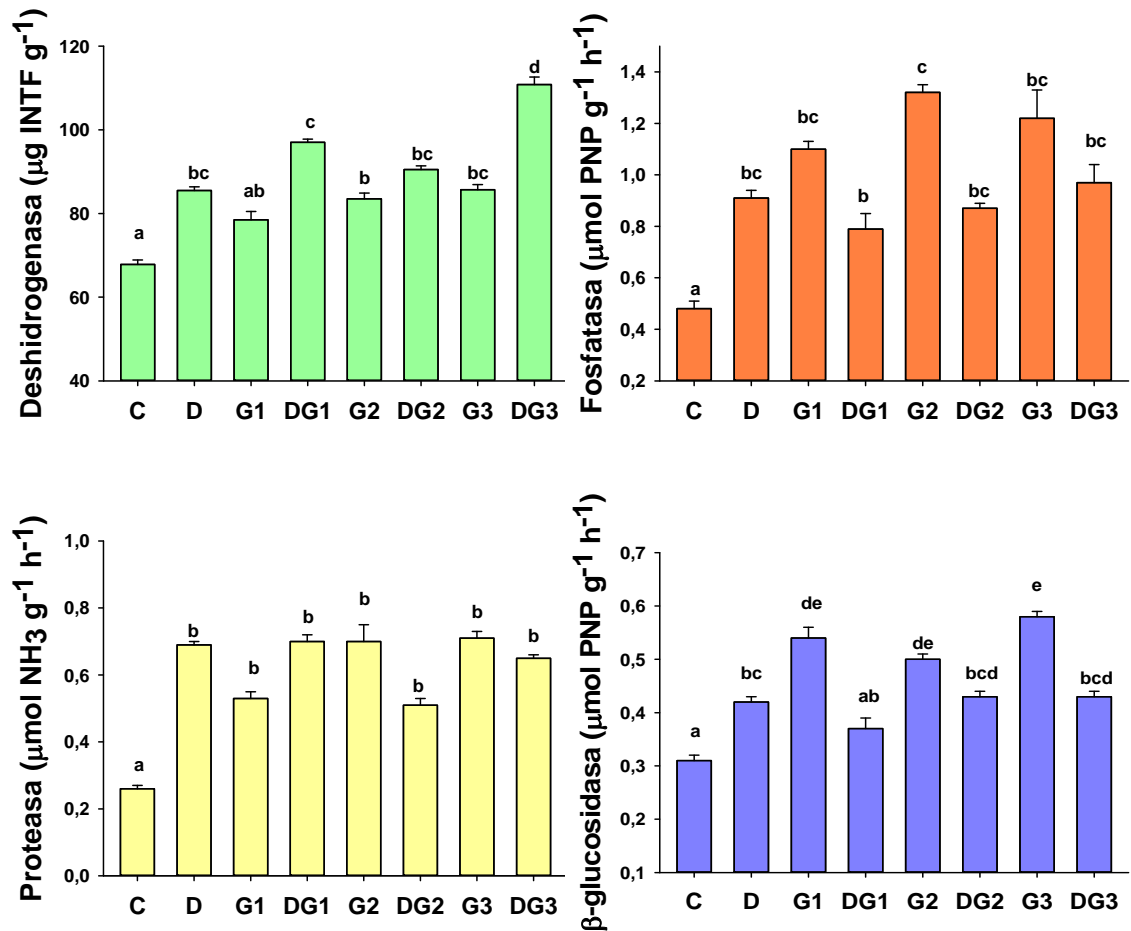 Deshidrogenasa (µg INTF g-1)
120
100
80
60
40
a
bc
ab
c
b
bc
bc
d
C D G1 DG1 G2 DG2 G3 DG3
Fosfatasa (µmol PNP g-1 h-1)
1,4
1,2
1,0
0,8
0,6
0,4
0,2
a
bc
bc
b
c
bc
bc
bc
C D G1 DG1 G2 DG2 G3 DG3
Proteasa (µmol NH3 g-1 h-1)
1,0
0,8
0,6
0,4
0,2
0,0
a
b
b
b
b
b
b
b
C D G1 DG1 G2 DG2 G3 DG3
β-glucosidasa (µmol PNP g-1 h-1)
0,7
0,6
0,5
0,4
0,3
0,2
0,1
a
bc
de
ab
de
bcd
e
bcd
C D G1 DG1 G2 DG2 G3 DG3